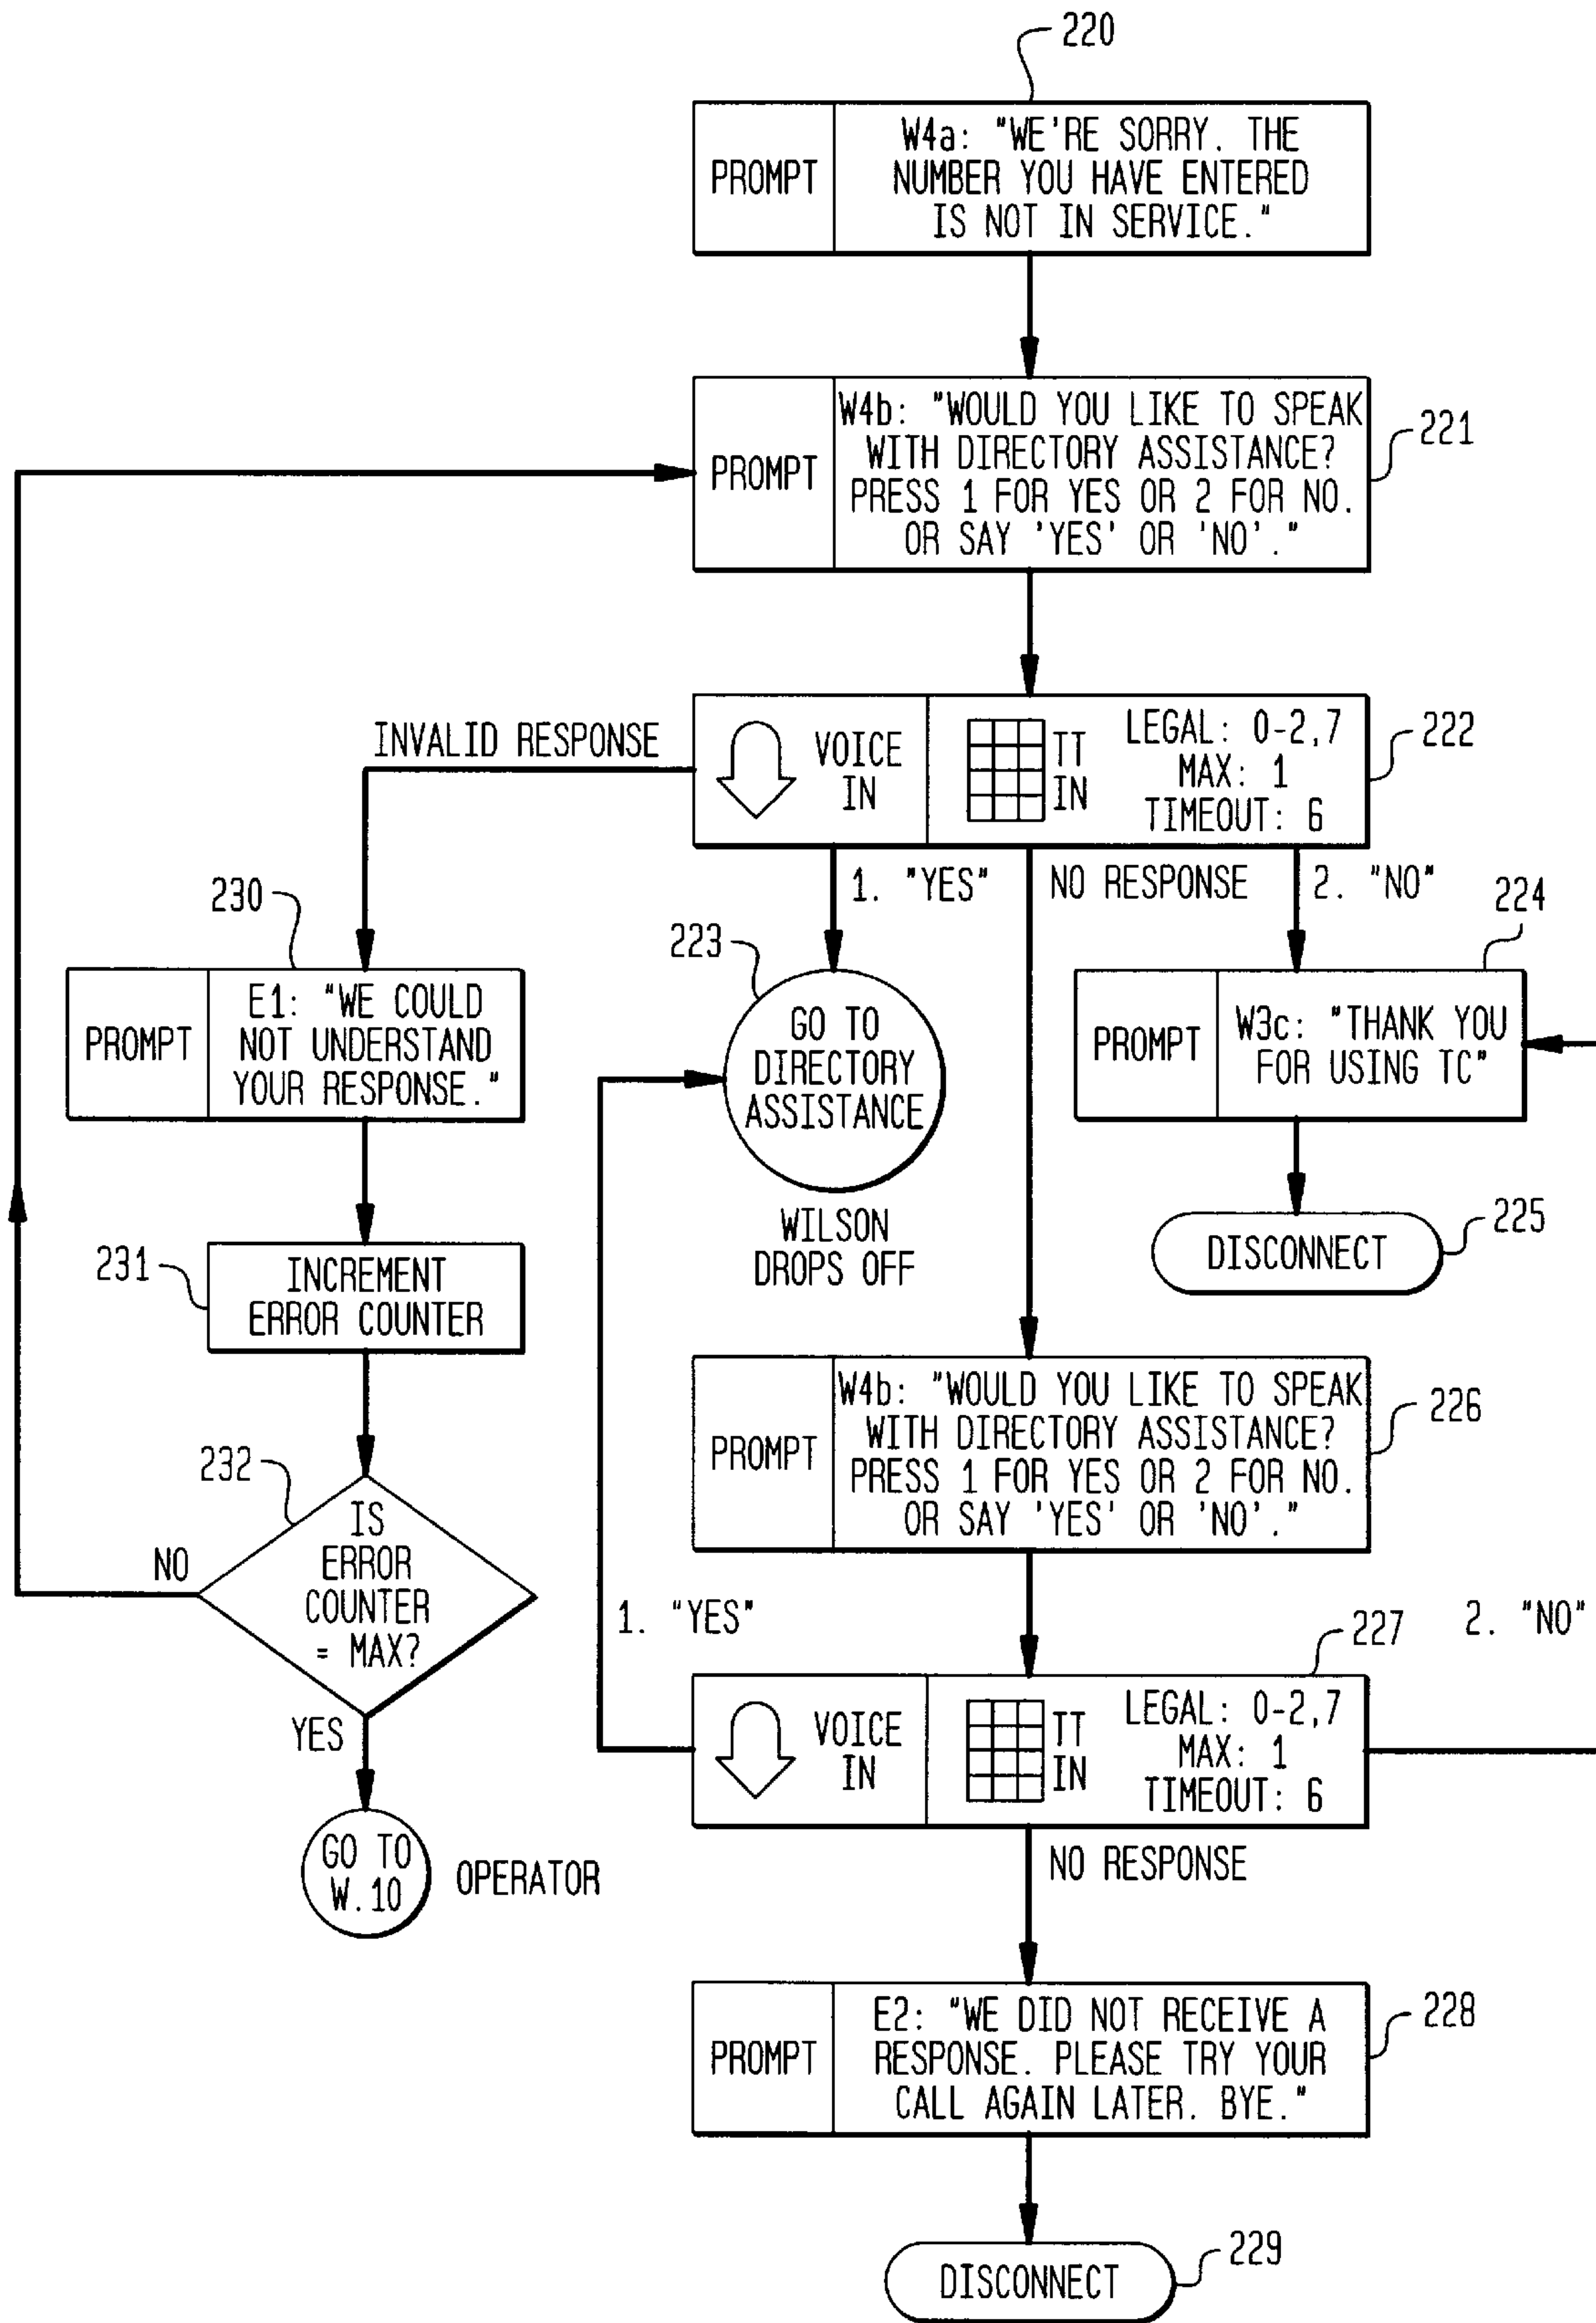 220
PROMPT
W4a: "WE'RE SORRY. THE
NUMBER YOU HAVE ENTERED
IS NOT IN SERVICE."
PROMPT
W4b: "WOULD YOU LIKE TO SPEAK
WITH DIRECTORY ASSISTANCE?
PRESS 1 FOR YES OR 2 FOR NO.
OR SAY 'YES' OR 'NO'."
221
INVALID RESPONSE
VOICE
IN
TT
IN
LEGAL: 0-2,7
MAX: 1
TIMEOUT: 6
222
1. "YES"
NO RESPONSE
2. "NO"
230
PROMPT
E1: "WE COULD
NOT UNDERSTAND
YOUR RESPONSE."
223
GO TO
DIRECTORY
ASSISTANCE
WILSON
DROPS OFF
224
PROMPT
W3c: "THANK YOU
FOR USING TC"
DISCONNECT
225
231
INCREMENT
ERROR COUNTER
232
IS
ERROR
COUNTER
= MAX?
NO
YES
GO TO
W.10
OPERATOR
PROMPT
W4b: "WOULD YOU LIKE TO SPEAK
WITH DIRECTORY ASSISTANCE?
PRESS 1 FOR YES OR 2 FOR NO.
OR SAY 'YES' OR 'NO'."
226
1. "YES"
227
2. "NO"
VOICE
IN
TT
IN
LEGAL: 0-2,7
MAX: 1
TIMEOUT: 6
NO RESPONSE
PROMPT
E2: "WE DID NOT RECEIVE A
RESPONSE. PLEASE TRY YOUR
CALL AGAIN LATER. BYE."
228
DISCONNECT
229